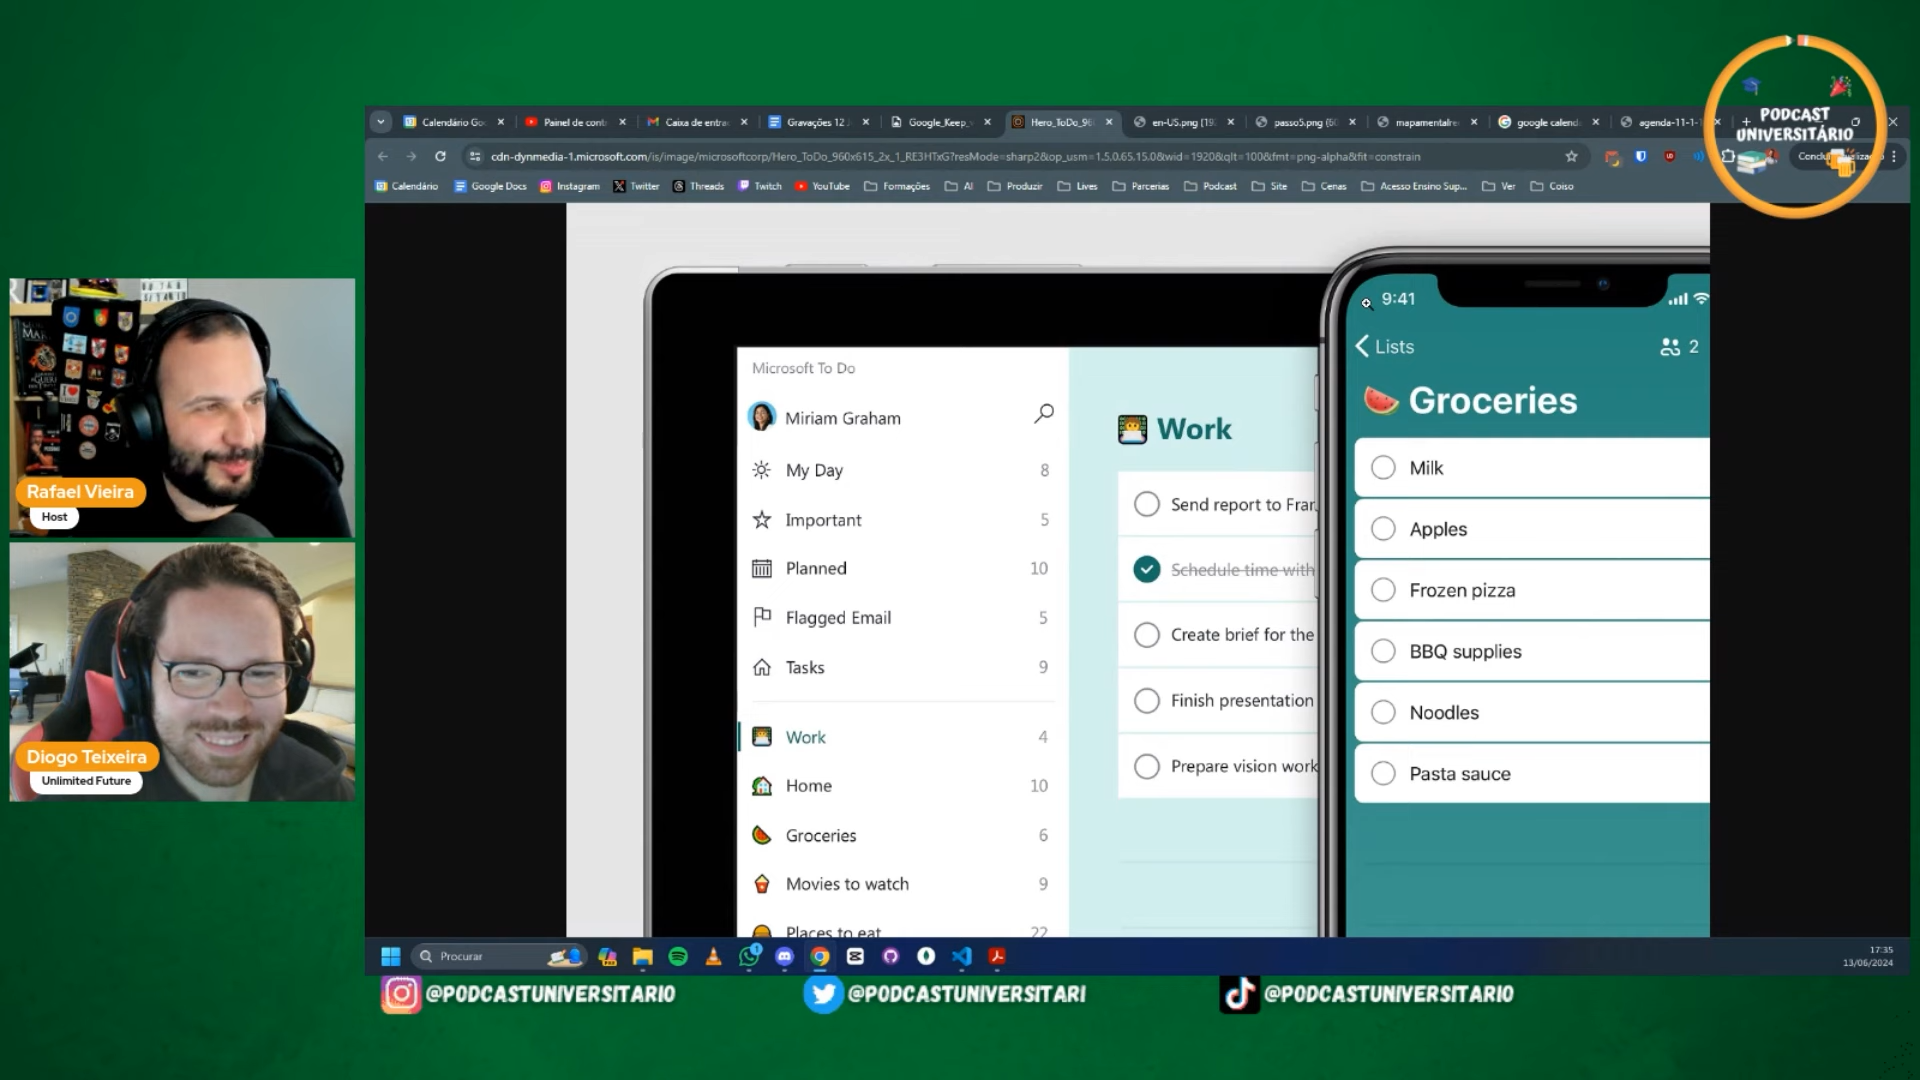 PODCAST
UNIVERSITÁRIO
Calendário Go
Painel de cont
Caixa de entra
Gravações 12
Google_Keep_
Hero_ToDo_96
en-US.png [19
passo5.png (60
mapamentalre
google calend
agenda-11-1-1
cdn-dynmedia-1.microsoft.com/is/image/microsoftcorp/Hero_ToDo_960x615_2x_1_RE3HTxG?resMode=sharp2&op_usm=1.5.0.65.15.0&wid=1920&qlt=100&fmt=png-alpha&fit=constrain
Calendário
Google Docs
Instagram
Twitter
Threads
Twitch
YouTube
Formações
AI
Produzir
Lives
Parcerias
Podcast
Site
Cenas
Acesso Ensino Sup...
Ver
Coiso
Rafael Vieira
Host
Diogo Teixeira
Unlimited Future
Microsoft To Do
Miriam Graham
My Day 8
Important 5
Planned 10
Flagged Email 5
Tasks 9
Work 4
Home 10
Groceries 6
Movies to watch 9
Places to eat 22
Work
Send report to Fran
Schedule time with
Create brief for the
Finish presentation
Prepare vision work
9:41
Lists
2
Groceries
Milk
Apples
Frozen pizza
BBQ supplies
Noodles
Pasta sauce
Procurar
17:35
13/06/2024
@PODCASTUNIVERSITARIO
@PODCASTUNIVERSITARI
@PODCASTUNIVERSITARIO